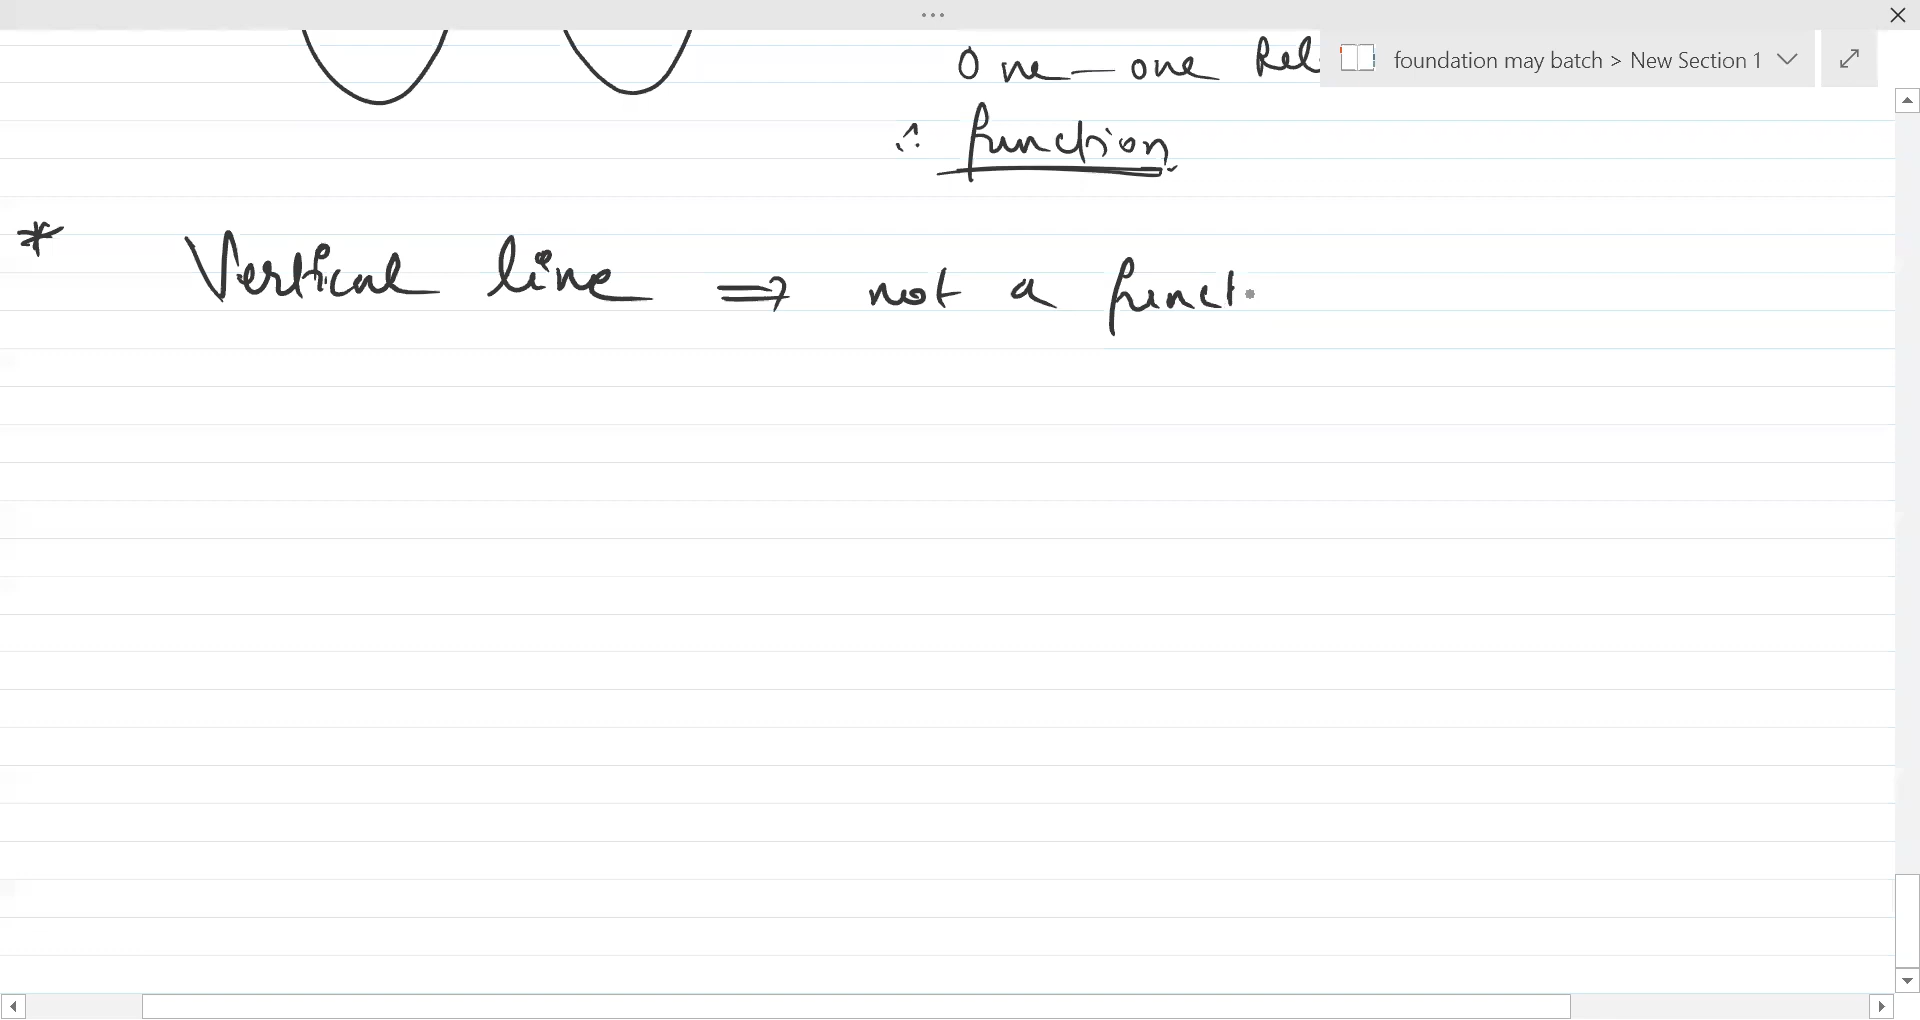 ...
foundation may batch > New Section 1
One-one Rel
∴ function.
* Vertical line ⇒ not a funct